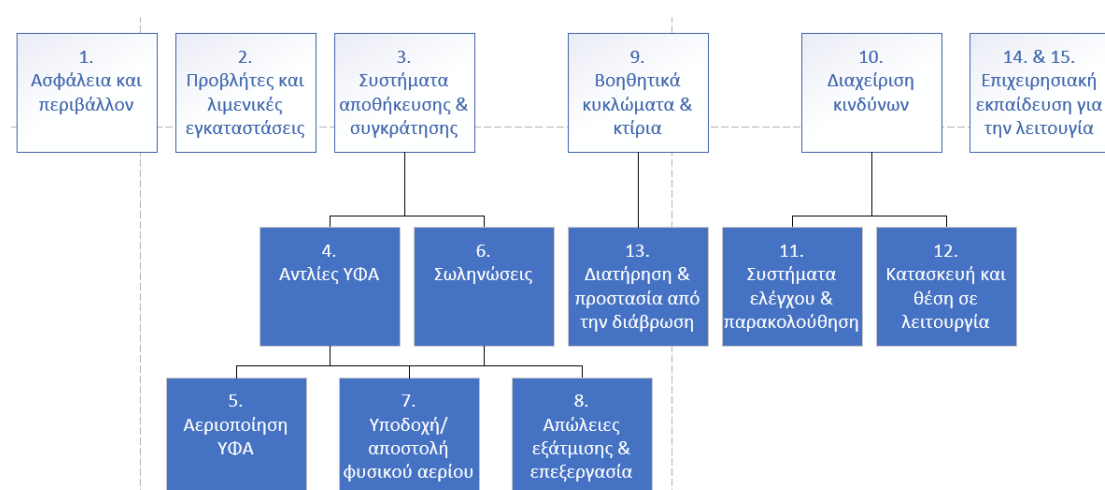 1.
Ασφάλεια και
περιβάλλον
2.
Προβλήτες και
λιμενικές
εγκαταστάσεις
3.
Συστήματα
αποθήκευσης &
συγκράτησης
9.
Βοηθητικά
κυκλώματα &
κτίρια
10.
Διαχείριση
κινδύνων
14. & 15.
Επιχειρησιακή
εκπαίδευση για
την λειτουγία
4.
Αντλίες ΥΦΑ
6.
Σωληνώσεις
13.
Διατήρηση &
προστασία από
την διάβρωση
11.
Συστήματα
ελέγχου &
παρακολούθηση
12.
Κατασκευή και
θέση σε
λειτουργία
5.
Αεριοποίηση
ΥΦΑ
7.
Υποδοχή/
αποστολή
φυσικού αερίου
8.
Απώλειες
εξάτμισης &
επεξεργασία